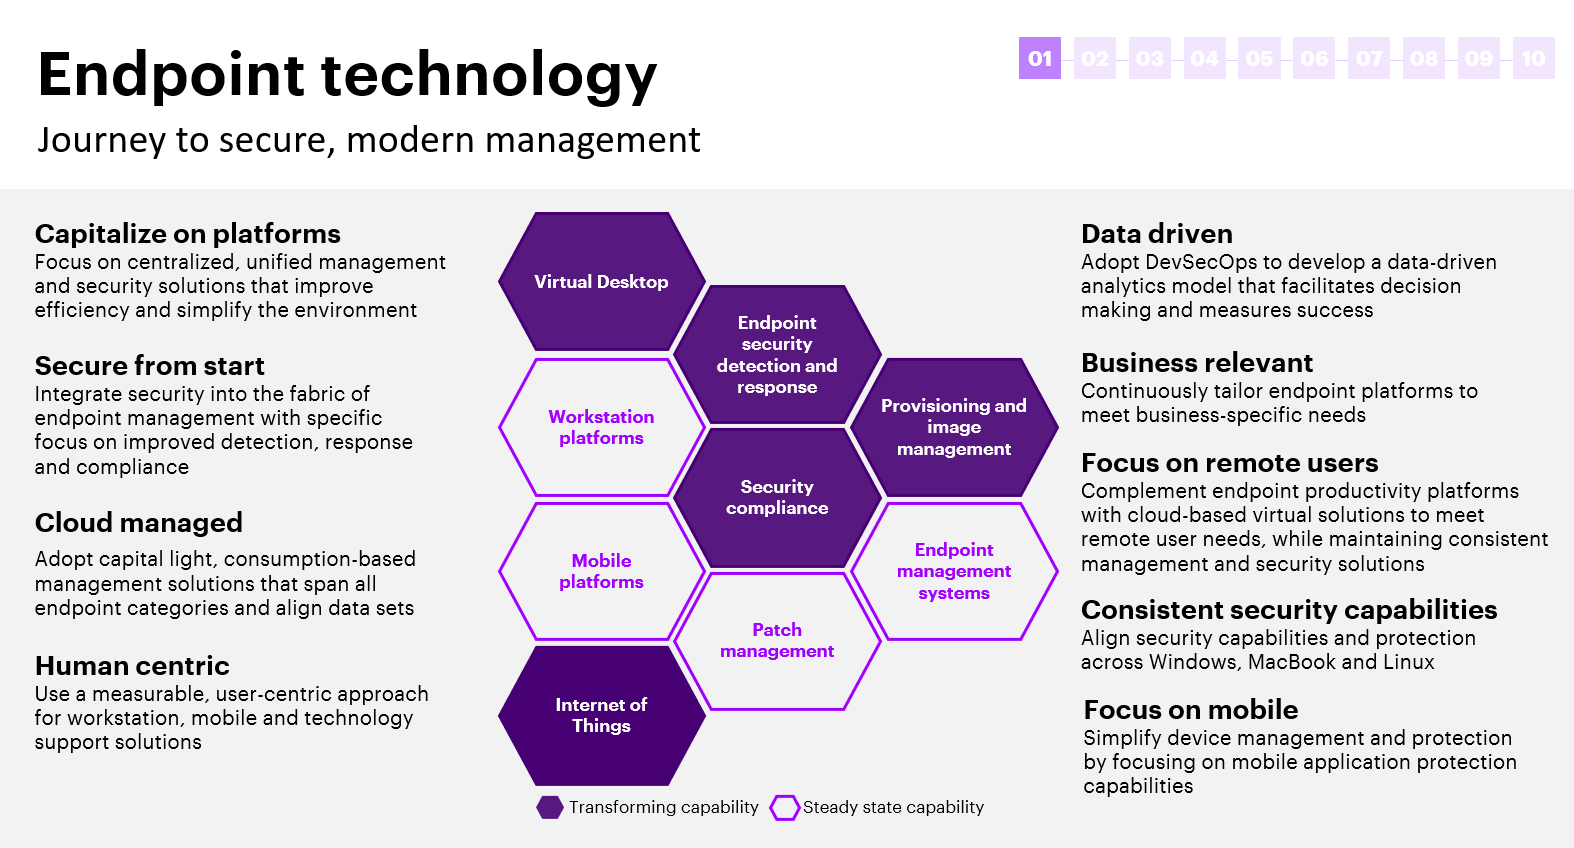 Endpoint technology
Journey to secure, modern management
01 02 03 04 05 06 07 08 09 10
Capitalize on platforms
Focus on centralized, unified management
and security solutions that improve
efficiency and simplify the environment
Secure from start
Integrate security into the fabric of
endpoint management with specific
focus on improved detection, response
and compliance
Cloud managed
Adopt capital light, consumption-based
management solutions that span all
endpoint categories and align data sets
Human centric
Use a measurable, user-centric approach
for workstation, mobile and technology
support solutions
Virtual Desktop
Workstation
platforms
Mobile
platforms
Internet of
Things
Endpoint
security
detection and
response
Security
compliance
Patch
management
Provisioning and
image
management
Endpoint
management
systems
Transforming capability
Steady state capability
Data driven
Adopt DevSecOps to develop a data-driven
analytics model that facilitates decision
making and measures success
Business relevant
Continuously tailor endpoint platforms to
meet business-specific needs
Focus on remote users
Complement endpoint productivity platforms
with cloud-based virtual solutions to meet
remote user needs, while maintaining consistent
management and security solutions
Consistent security capabilities
Align security capabilities and protection
across Windows, MacBook and Linux
Focus on mobile
Simplify device management and protection
by focusing on mobile application protection
capabilities